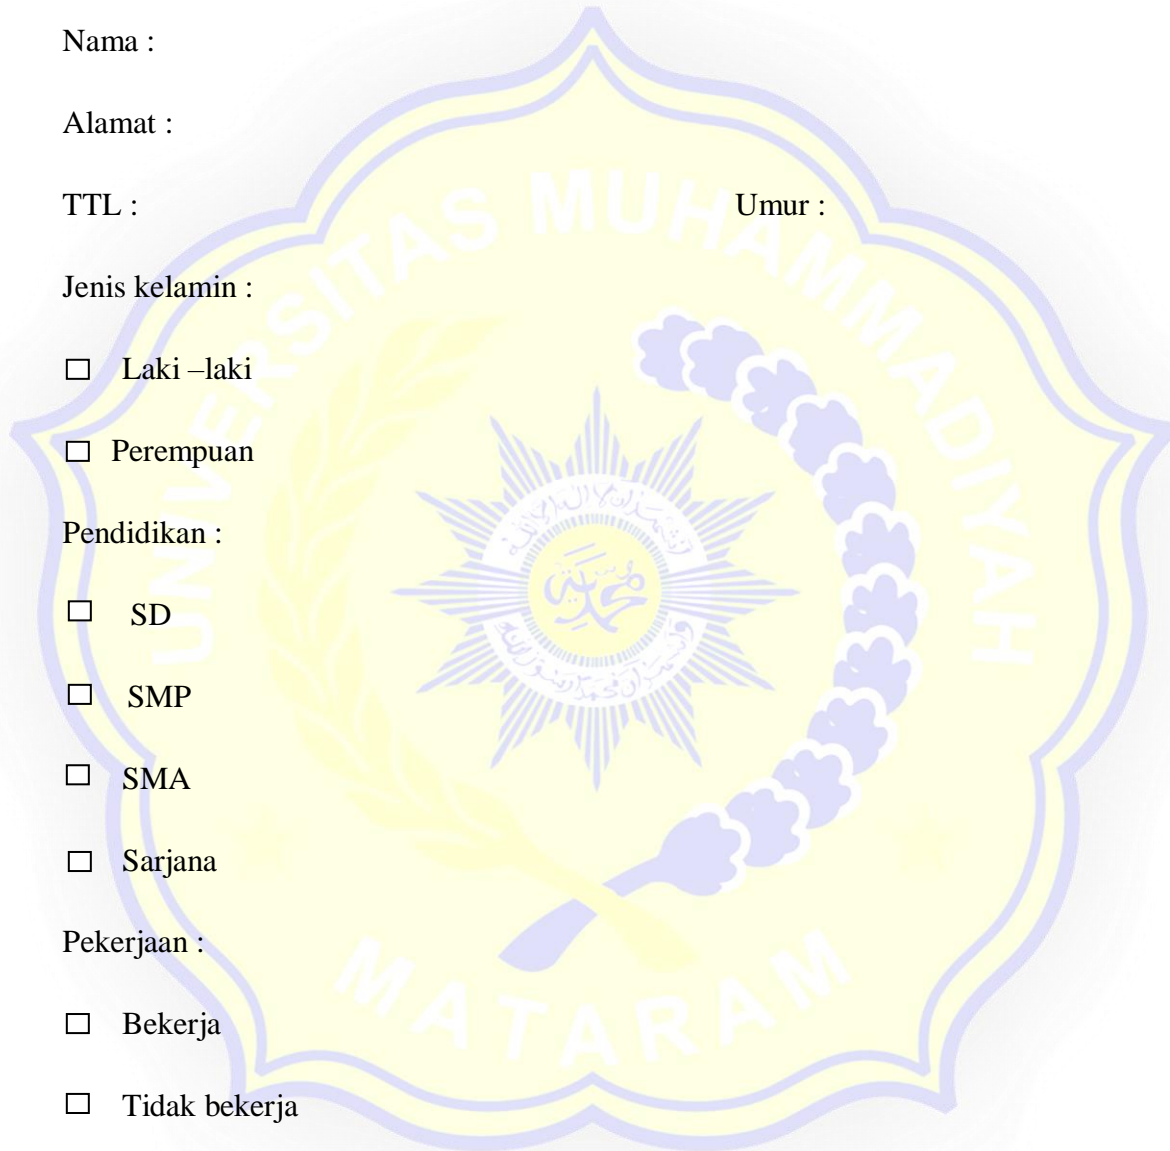 Nama :
Alamat :
TTL : Umur :
Jenis kelamin :
☐ Laki –laki
☐ Perempuan
Pendidikan :
☐ SD
☐ SMP
☐ SMA
☐ Sarjana
Pekerjaan :
☐ Bekerja
☐ Tidak bekerja
UNIVERSITAS MUHAMMADIYAH
MATARAM